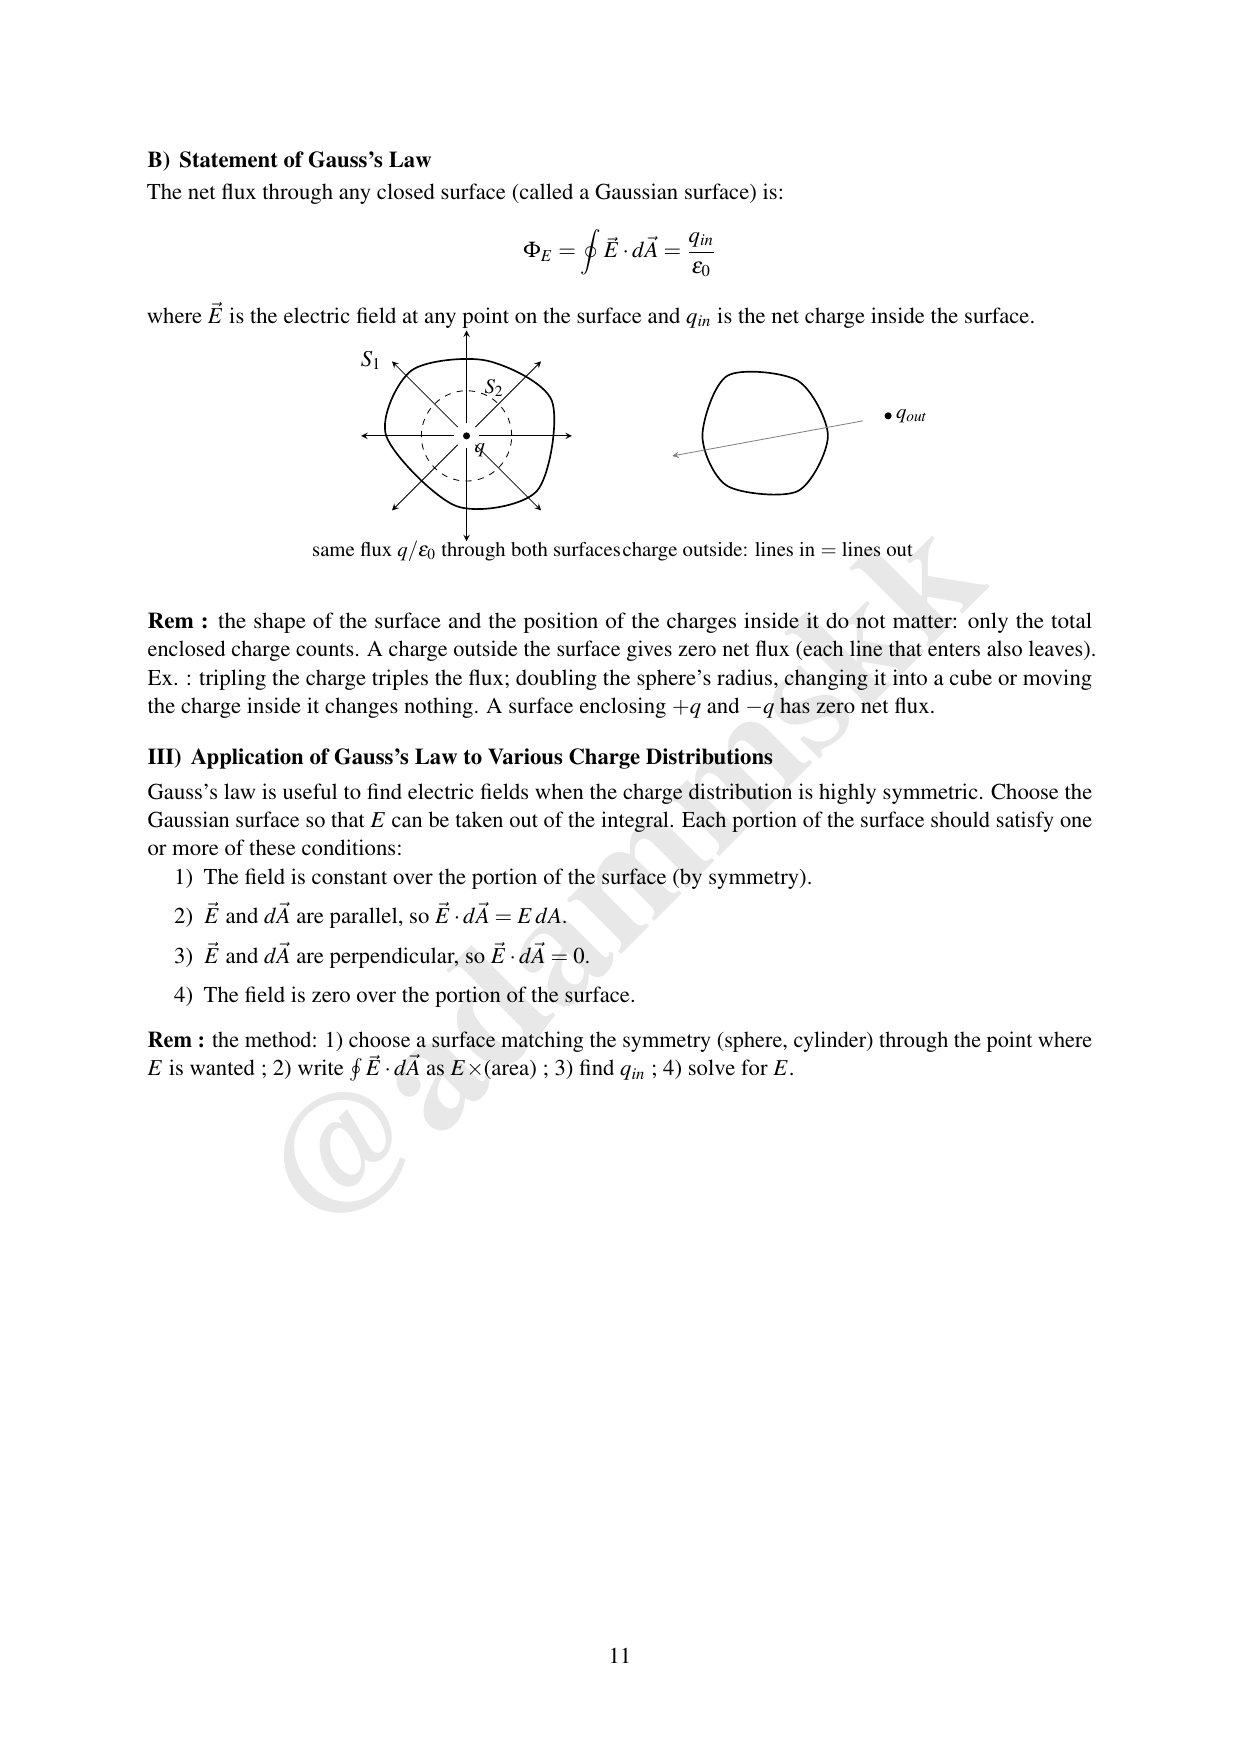 B) Statement of Gauss's Law
The net flux through any closed surface (called a Gaussian surface) is:
Φ_E = ∮ E⃗ · dA⃗ = q_in / ε₀
where E⃗ is the electric field at any point on the surface and q_in is the net charge inside the surface.
S₁
S₂
q
q_out
same flux q/ε₀ through both surfaces
charge outside: lines in = lines out
Rem : the shape of the surface and the position of the charges inside it do not matter: only the total
enclosed charge counts. A charge outside the surface gives zero net flux (each line that enters also leaves).
Ex. : tripling the charge triples the flux; doubling the sphere's radius, changing it into a cube or moving
the charge inside it changes nothing. A surface enclosing +q and −q has zero net flux.
III) Application of Gauss's Law to Various Charge Distributions
Gauss's law is useful to find electric fields when the charge distribution is highly symmetric. Choose the
Gaussian surface so that E can be taken out of the integral. Each portion of the surface should satisfy one
or more of these conditions:
1) The field is constant over the portion of the surface (by symmetry).
2) E⃗ and dA⃗ are parallel, so E⃗ · dA⃗ = E dA.
3) E⃗ and dA⃗ are perpendicular, so E⃗ · dA⃗ = 0.
4) The field is zero over the portion of the surface.
Rem : the method: 1) choose a surface matching the symmetry (sphere, cylinder) through the point where
E is wanted ; 2) write ∮ E⃗ · dA⃗ as E×(area) ; 3) find q_in ; 4) solve for E.
@adammskk
11